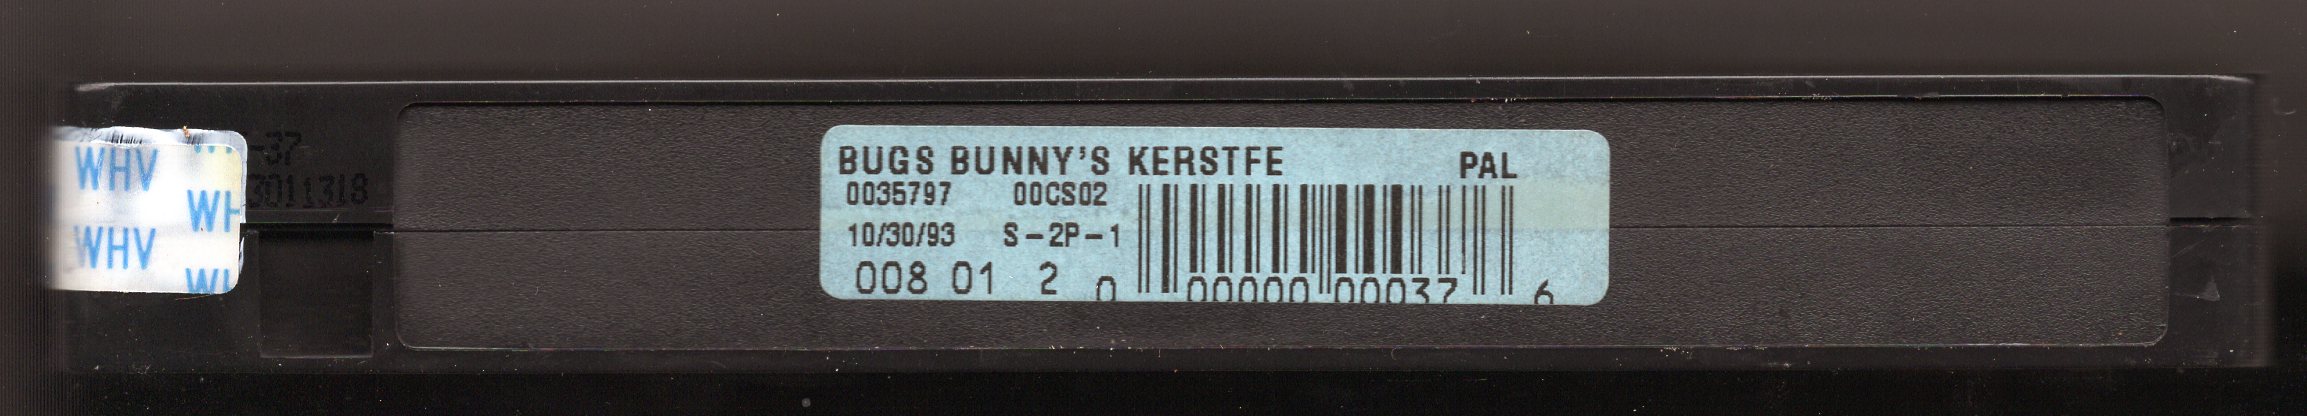 WHV
WH
WHV
-37
3011318
BUGS BUNNY'S KERSTFE PAL
0035797 00CS02
10/30/93 S-2P-1
008 01 2
0 00000 00037 6